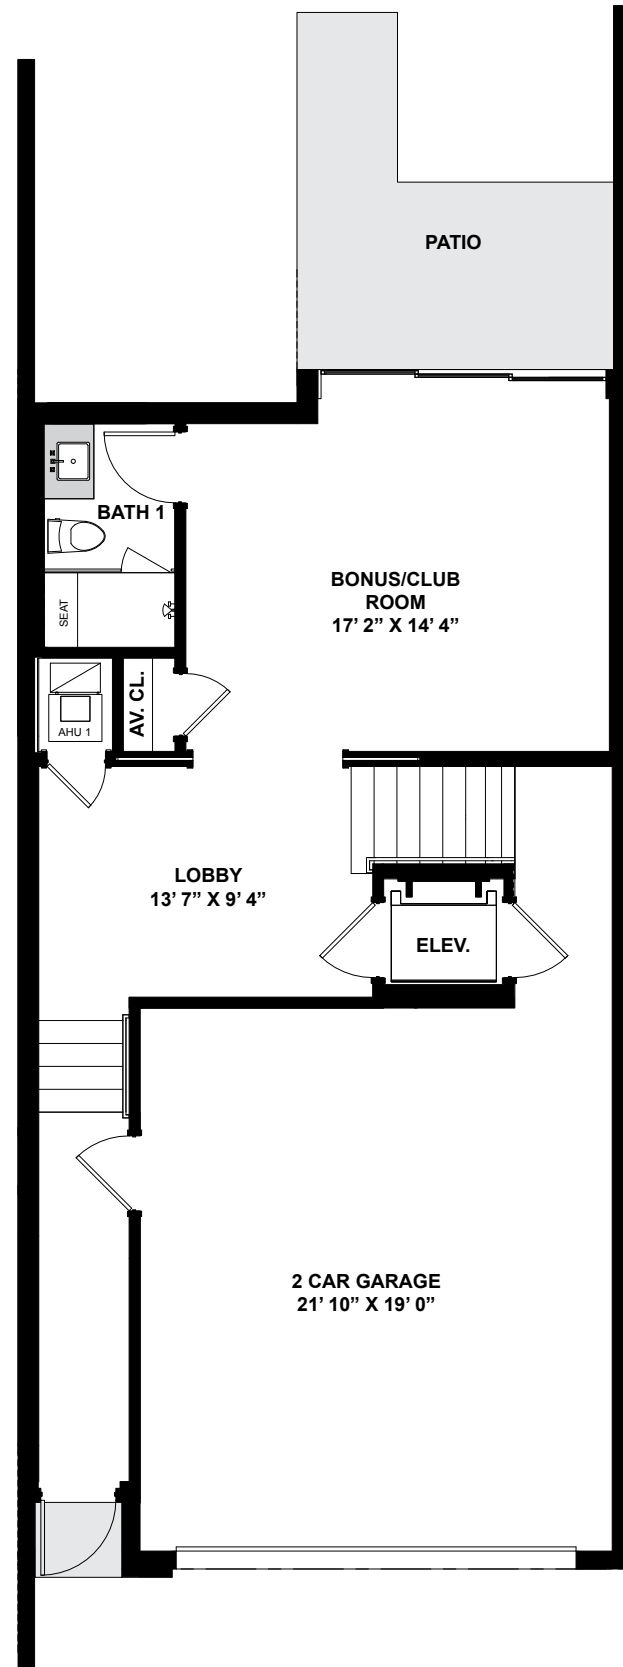 PATIO
BATH 1
BONUS/CLUB
ROOM
17’ 2” X 14’ 4”
SEAT
AV. CL.
AHU 1
LOBBY
13’ 7” X 9’ 4”
ELEV.
2 CAR GARAGE
21’ 10” X 19’ 0”